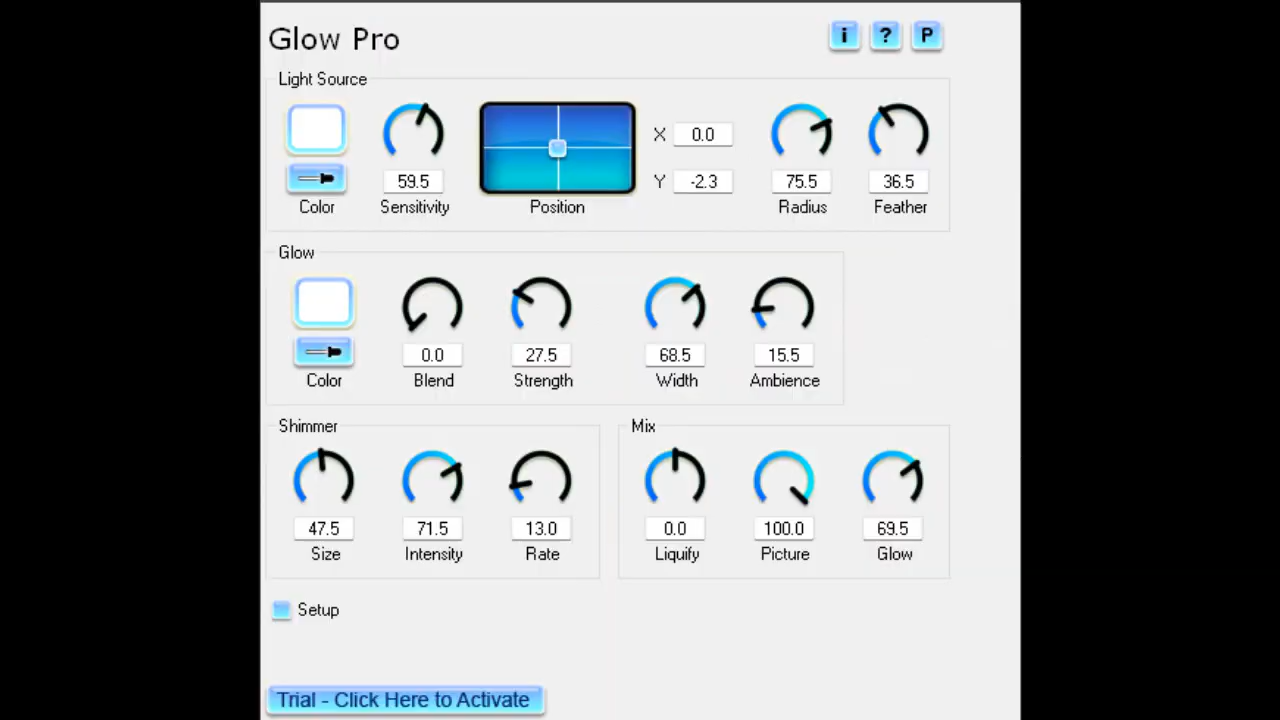 Glow Pro
i ? P
Light Source
X 0.0
59.5 Y -2.3 75.5 36.5
Color Sensitivity Position Radius Feather
Glow
0.0 27.5 68.5 15.5
Color Blend Strength Width Ambience
Shimmer Mix
47.5 71.5 13.0 0.0 100.0 69.5
Size Intensity Rate Liquify Picture Glow
Setup
Trial - Click Here to Activate